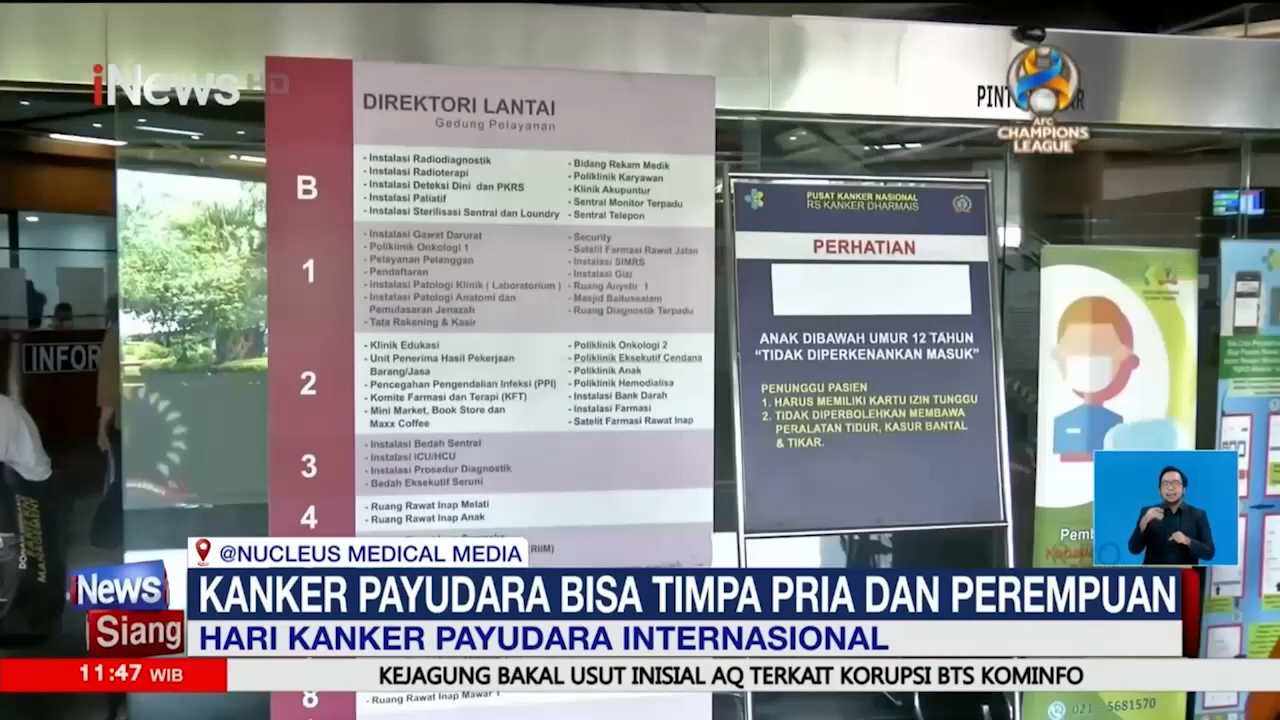 iNews HD
PINTU
AFC
CHAMPIONS
LEAGUE
DIREKTORI LANTAI
Gedung Pelayanan
B
- Instalasi Radiodiagnostik
- Instalasi Radioterapi
- Instalasi Deteksi Dini dan PKRS
- Instalasi Paliatif
- Instalasi Sterilisasi Sentral dan Loundry
- Bidang Rekam Medik
- Poliklinik Karyawan
- Klinik Akupuntur
- Sentral Monitor Terpadu
- Sentral Telepon
1
- Instalasi Gawat Darurat
- Poliklinik Onkologi 1
- Pelayanan Pelanggan
- Pendaftaran
- Instalasi Patologi Klinik ( Laboratorium )
- Instalasi Patologi Anatomi dan
Pemulasaran Jenazah
- Tata Rekening & Kasir
- Security
- Satelit Farmasi Rawat Jalan
- Instalasi SIMRS
- Instalasi Gizi
- Ruang Anyelir 1
- Masjid Baitussalam
- Ruang Diagnostik Terpadu
2
- Klinik Edukasi
- Unit Penerima Hasil Pekerjaan
Barang/Jasa
- Pencegahan Pengendalian Infeksi (PPI)
- Komite Farmasi dan Terapi (KFT)
- Mini Market, Book Store dan
Maxx Coffee
- Poliklinik Onkologi 2
- Poliklinik Eksekutif Cendana
- Poliklinik Anak
- Poliklinik Hemodialisa
- Instalasi Bank Darah
- Instalasi Farmasi
- Satelit Farmasi Rawat Inap
3
- Instalasi Bedah Sentral
- Instalasi ICU/HCU
- Instalasi Prosedur Diagnostik
- Bedah Eksekutif Seruni
4
- Ruang Rawat Inap Melati
- Ruang Rawat Inap Anak
(RIIM)
8
- Ruang Rawat Inap Mawar 1
PUSAT KANKER NASIONAL
RS KANKER DHARMAIS
PERHATIAN
ANAK DIBAWAH UMUR 12 TAHUN
"TIDAK DIPERKENANKAN MASUK"
PENUNGGU PASIEN
1. HARUS MEMILIKI KARTU IZIN TUNGGU
2. TIDAK DIPERBOLEHKAN MEMBAWA
PERALATAN TIDUR, KASUR BANTAL
& TIKAR.
INFOR
021 - 5681570
@NUCLEUS MEDICAL MEDIA
iNews
Siang
KANKER PAYUDARA BISA TIMPA PRIA DAN PEREMPUAN
HARI KANKER PAYUDARA INTERNASIONAL
11:47 WIB
KEJAGUNG BAKAL USUT INISIAL AQ TERKAIT KORUPSI BTS KOMINFO